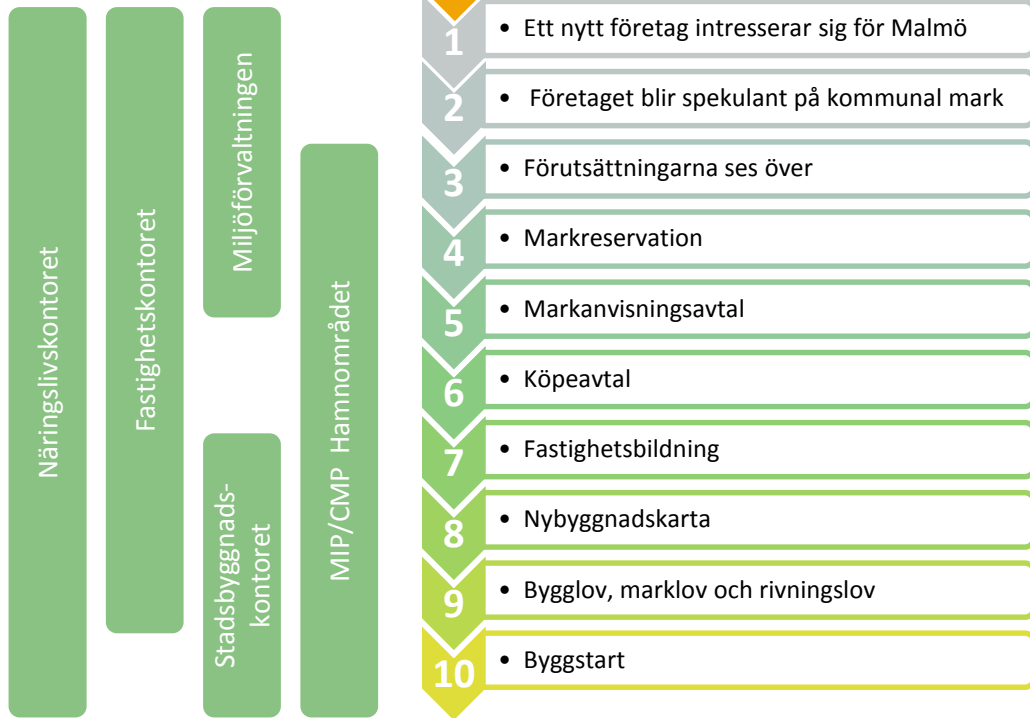 Näringslivskontoret
Fastighetskontoret
Miljöförvaltningen
Stadsbyggnads-
kontoret
MIP/CMP Hamnområdet
1
• Ett nytt företag intresserar sig för Malmö
2
• Företaget blir spekulant på kommunal mark
3
• Förutsättningarna ses över
4
• Markreservation
5
• Markanvisningsavtal
6
• Köpeavtal
7
• Fastighetsbildning
8
• Nybyggnadskarta
9
• Bygglov, marklov och rivningslov
10
• Byggstart